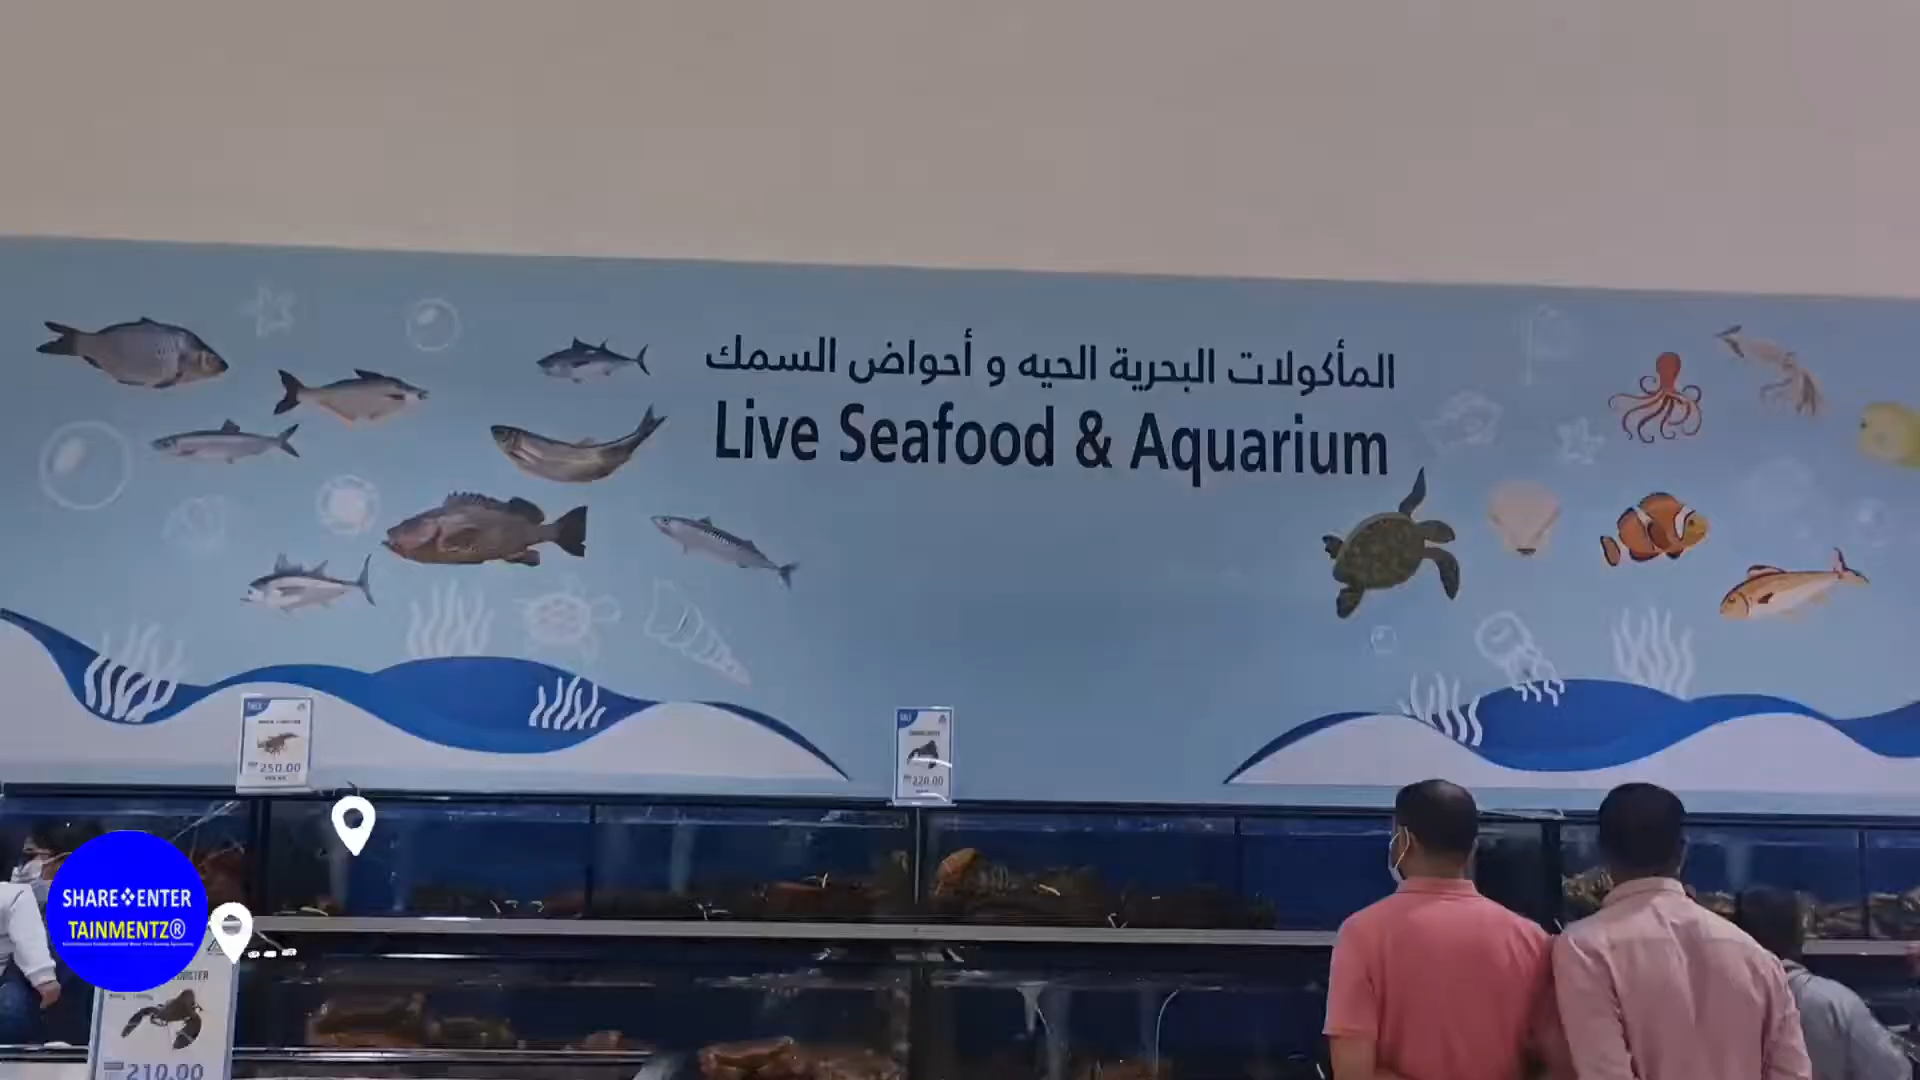 المأكولات البحرية الحيه و أحواض السمك
Live Seafood & Aquarium
250.00
220.00
SHARE❖ENTER
TAINMENTZ®
210.00